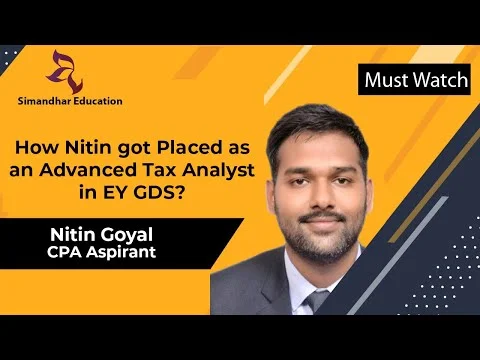 Simandhar Education
Must Watch
How Nitin got Placed as
an Advanced Tax Analyst
in EY GDS?
Nitin Goyal
CPA Aspirant